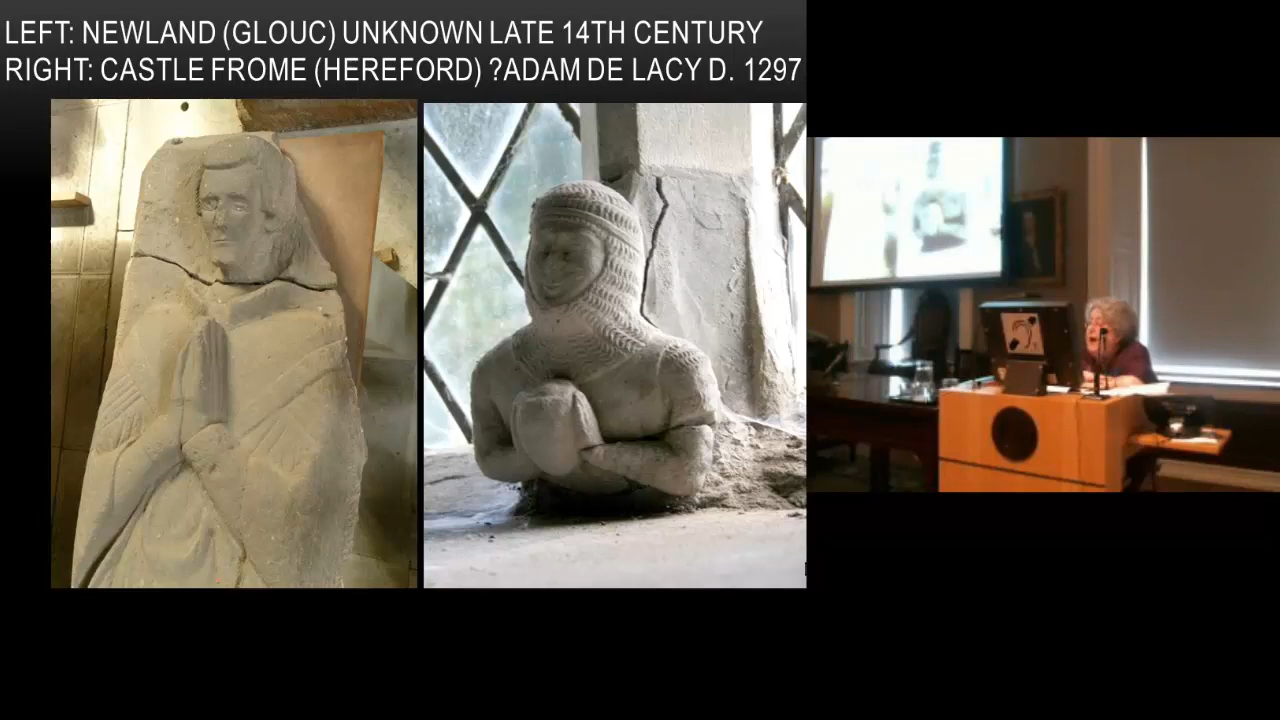 LEFT: NEWLAND (GLOUC) UNKNOWN LATE 14TH CENTURY
RIGHT: CASTLE FROME (HEREFORD) ?ADAM DE LACY D. 1297